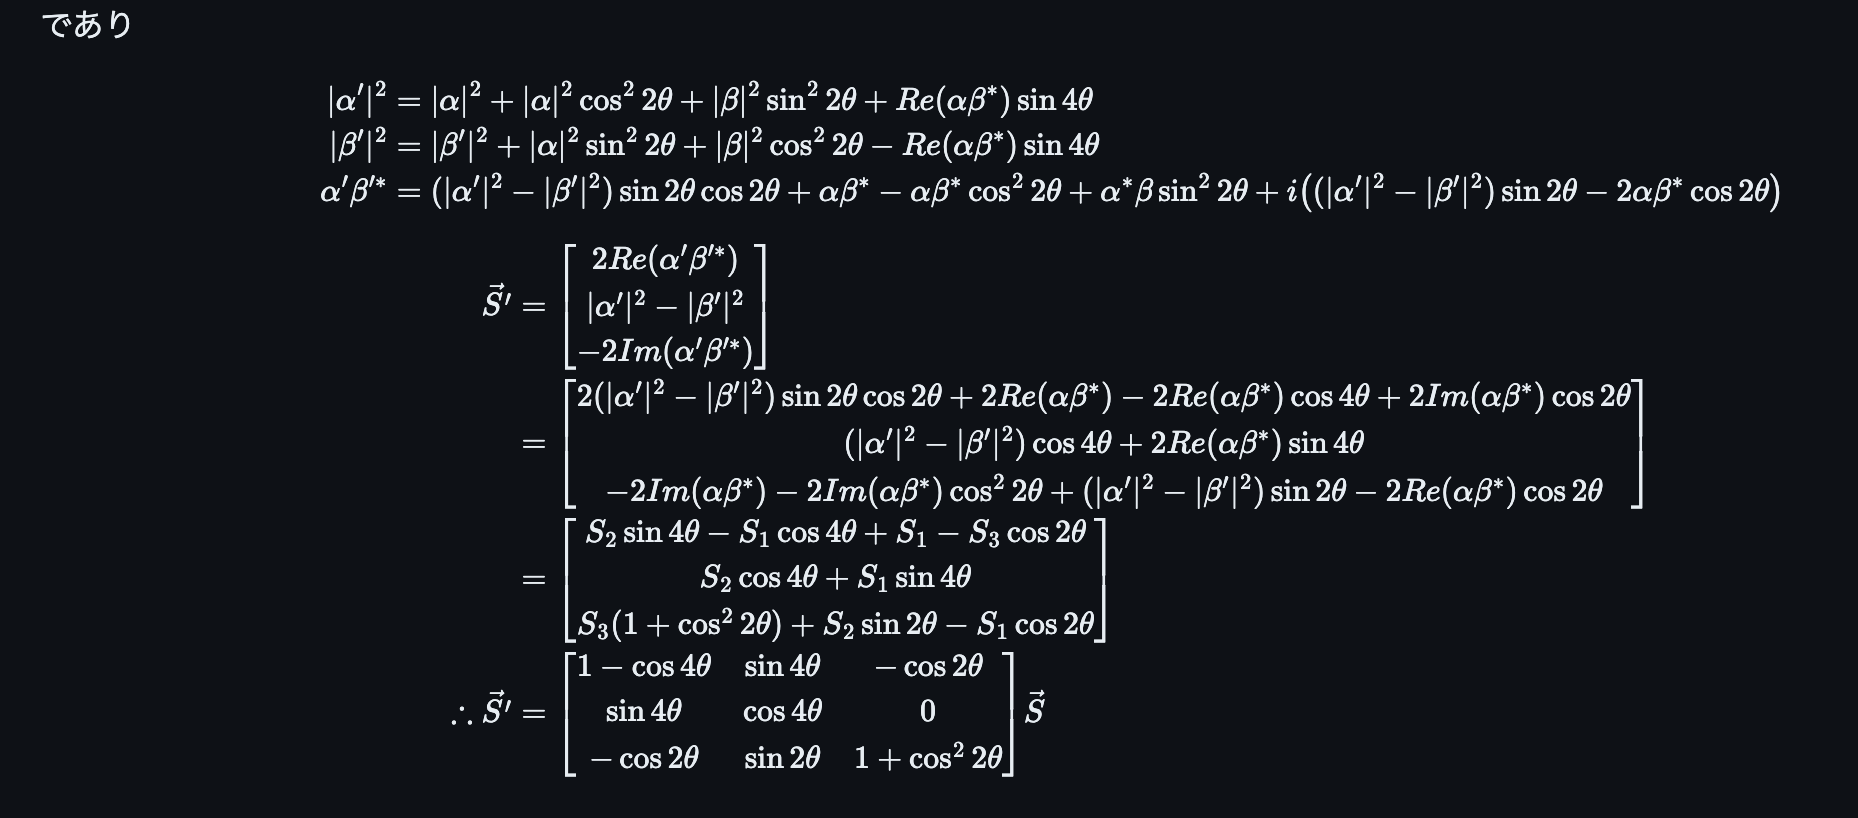 であり
|α′|² = |α|² + |α|² cos² 2θ + |β|² sin² 2θ + Re(αβ*) sin 4θ
|β′|² = |β′|² + |α|² sin² 2θ + |β|² cos² 2θ − Re(αβ*) sin 4θ
α′β′* = (|α′|² − |β′|²) sin 2θ cos 2θ + αβ* − αβ* cos² 2θ + α*β sin² 2θ + i((|α′|² − |β′|²) sin 2θ − 2αβ* cos 2θ)
S⃗′ = [2Re(α′β′*)
|α′|² − |β′|²
−2Im(α′β′*)]
= [2(|α′|² − |β′|²) sin 2θ cos 2θ + 2Re(αβ*) − 2Re(αβ*) cos 4θ + 2Im(αβ*) cos 2θ
(|α′|² − |β′|²) cos 4θ + 2Re(αβ*) sin 4θ
−2Im(αβ*) − 2Im(αβ*) cos² 2θ + (|α′|² − |β′|²) sin 2θ − 2Re(αβ*) cos 2θ]
= [S₂ sin 4θ − S₁ cos 4θ + S₁ − S₃ cos 2θ
S₂ cos 4θ + S₁ sin 4θ
S₃(1 + cos² 2θ) + S₂ sin 2θ − S₁ cos 2θ]
∴ S⃗′ = [1 − cos 4θ sin 4θ − cos 2θ
sin 4θ cos 4θ 0
− cos 2θ sin 2θ 1 + cos² 2θ] S⃗